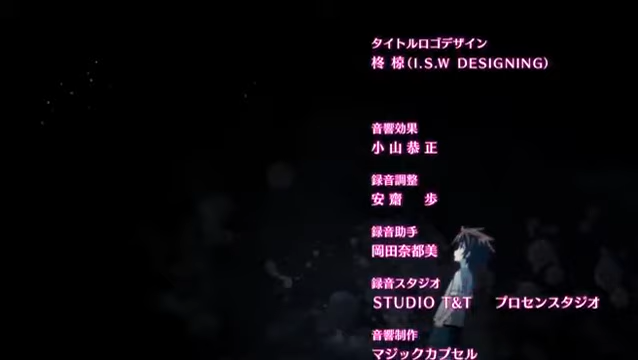 タイトルロゴデザイン
柊 椋(I.S.W DESIGNING)
音響効果
小山恭正
録音調整
安齋 歩
録音助手
岡田奈都美
録音スタジオ
STUDIO T&T プロセンスタジオ
音響制作
マジックカプセル